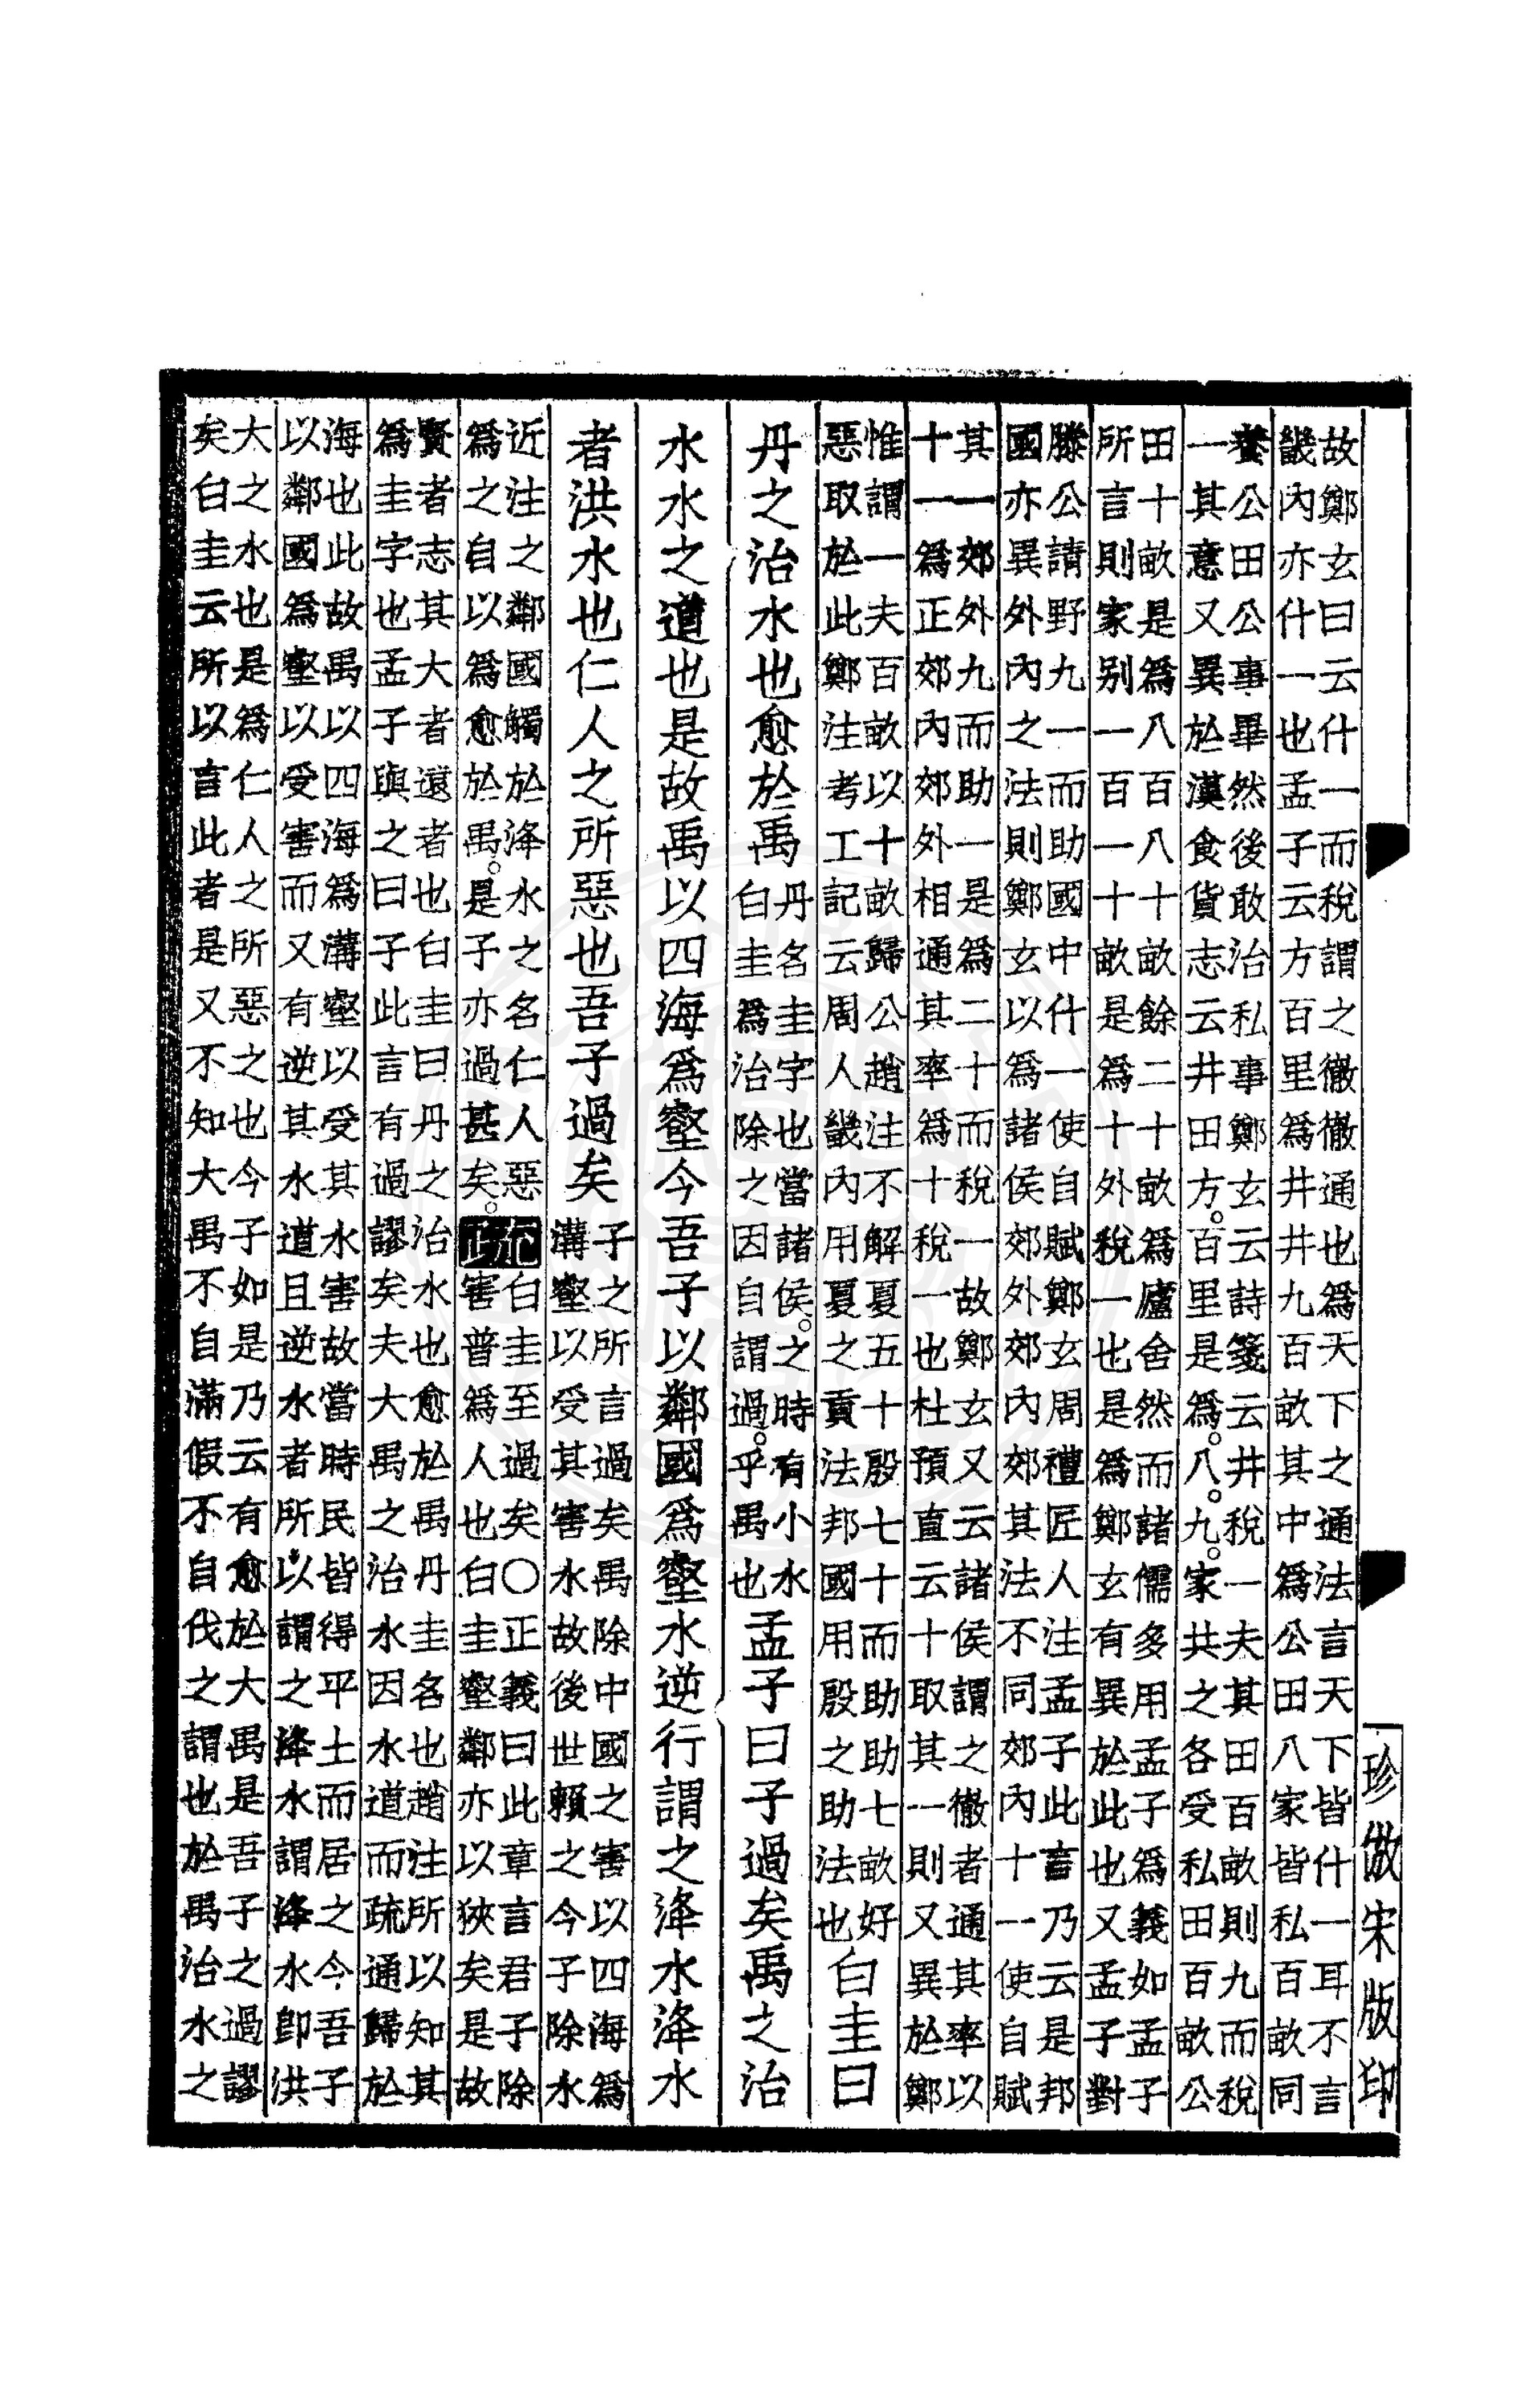 珍倣宋版印
故鄭玄曰云什一而稅謂之徹徹通也爲天下之通法言天下皆什一耳不言
畿內亦什一也孟子云方百里爲井井九百畝其中爲公田八家皆私百畝同
養公田公事畢然後敢治私事鄭玄云詩箋云井稅一夫其田百畝則九而稅
一其意又異於漢食貨志云井田方百里是爲八九家共之各受私田百畝公
田十畝是爲八百八十畝餘二十畝爲廬舍然而諸儒多用孟子爲義如孟子
所言則家別一百一十畝是爲十外稅一也是爲鄭玄有異於此也又孟子對
滕公請野九一而助國中什一使自賦鄭玄周禮匠人注孟子此言乃云是邦
國亦異外內之法則鄭玄以爲諸侯郊外郊內郊其法不同郊內十一使自賦
其一郊外九而助一是爲二十而稅一故鄭玄又云諸侯謂之徹者通其率以
十一爲正郊內郊外相通其率爲十稅一也杜預直云十取其一則又異於鄭
惟謂一夫百畝以十畝歸公趙注不解夏五十殷七十而助助七畝好
惡取於此鄭注考工記云周人畿內用夏之貢法邦國用殷之助法也
白圭曰
丹之治水也愈於禹
丹名圭字也當諸侯之時有小水
白圭爲治除之因自謂過乎禹也
孟子曰子過矣禹之治
水水之道也是故禹以四海爲壑今吾子以鄰國爲壑水逆行謂之洚水洚水
者洪水也仁人之所惡也吾子過矣
子之所言過矣禹除中國之害以四海爲
溝壑以受其害水故後世賴之今子除水
近注之鄰國觸於洚水之名仁人惡
爲之自以爲愈於禹是子亦過甚矣
疏
白圭至過矣○正義曰此章言君子除
害普爲人也白圭壑鄰亦以狹矣是故
賢者志其大者遠者也白圭曰丹之治水也愈於禹丹圭名也趙注所以知其
爲圭字也孟子與之曰子此言有過謬矣夫大禹之治水因水道而疏通歸於
海也此故禹以四海爲溝壑以受其水害故當時民皆得平土而居之今吾子
以鄰國爲壑以受害而又有逆其水道且逆水者所以謂之洚水謂洚水卽洪
大之水也是爲仁人之所惡之也今子如是乃云有愈於大禹是吾子之過謬
矣白圭云所以言此者是又不知大禹不自滿假不自伐之謂也於禹治水之